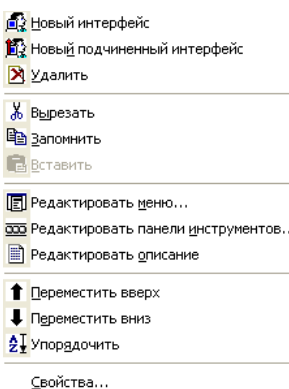 Новый интерфейс
Новый подчиненный интерфейс
Удалить
Вырезать
Запомнить
Вставить
Редактировать меню...
Редактировать панели инструментов..
Редактировать описание
Переместить вверх
Переместить вниз
Упорядочить
Свойства...